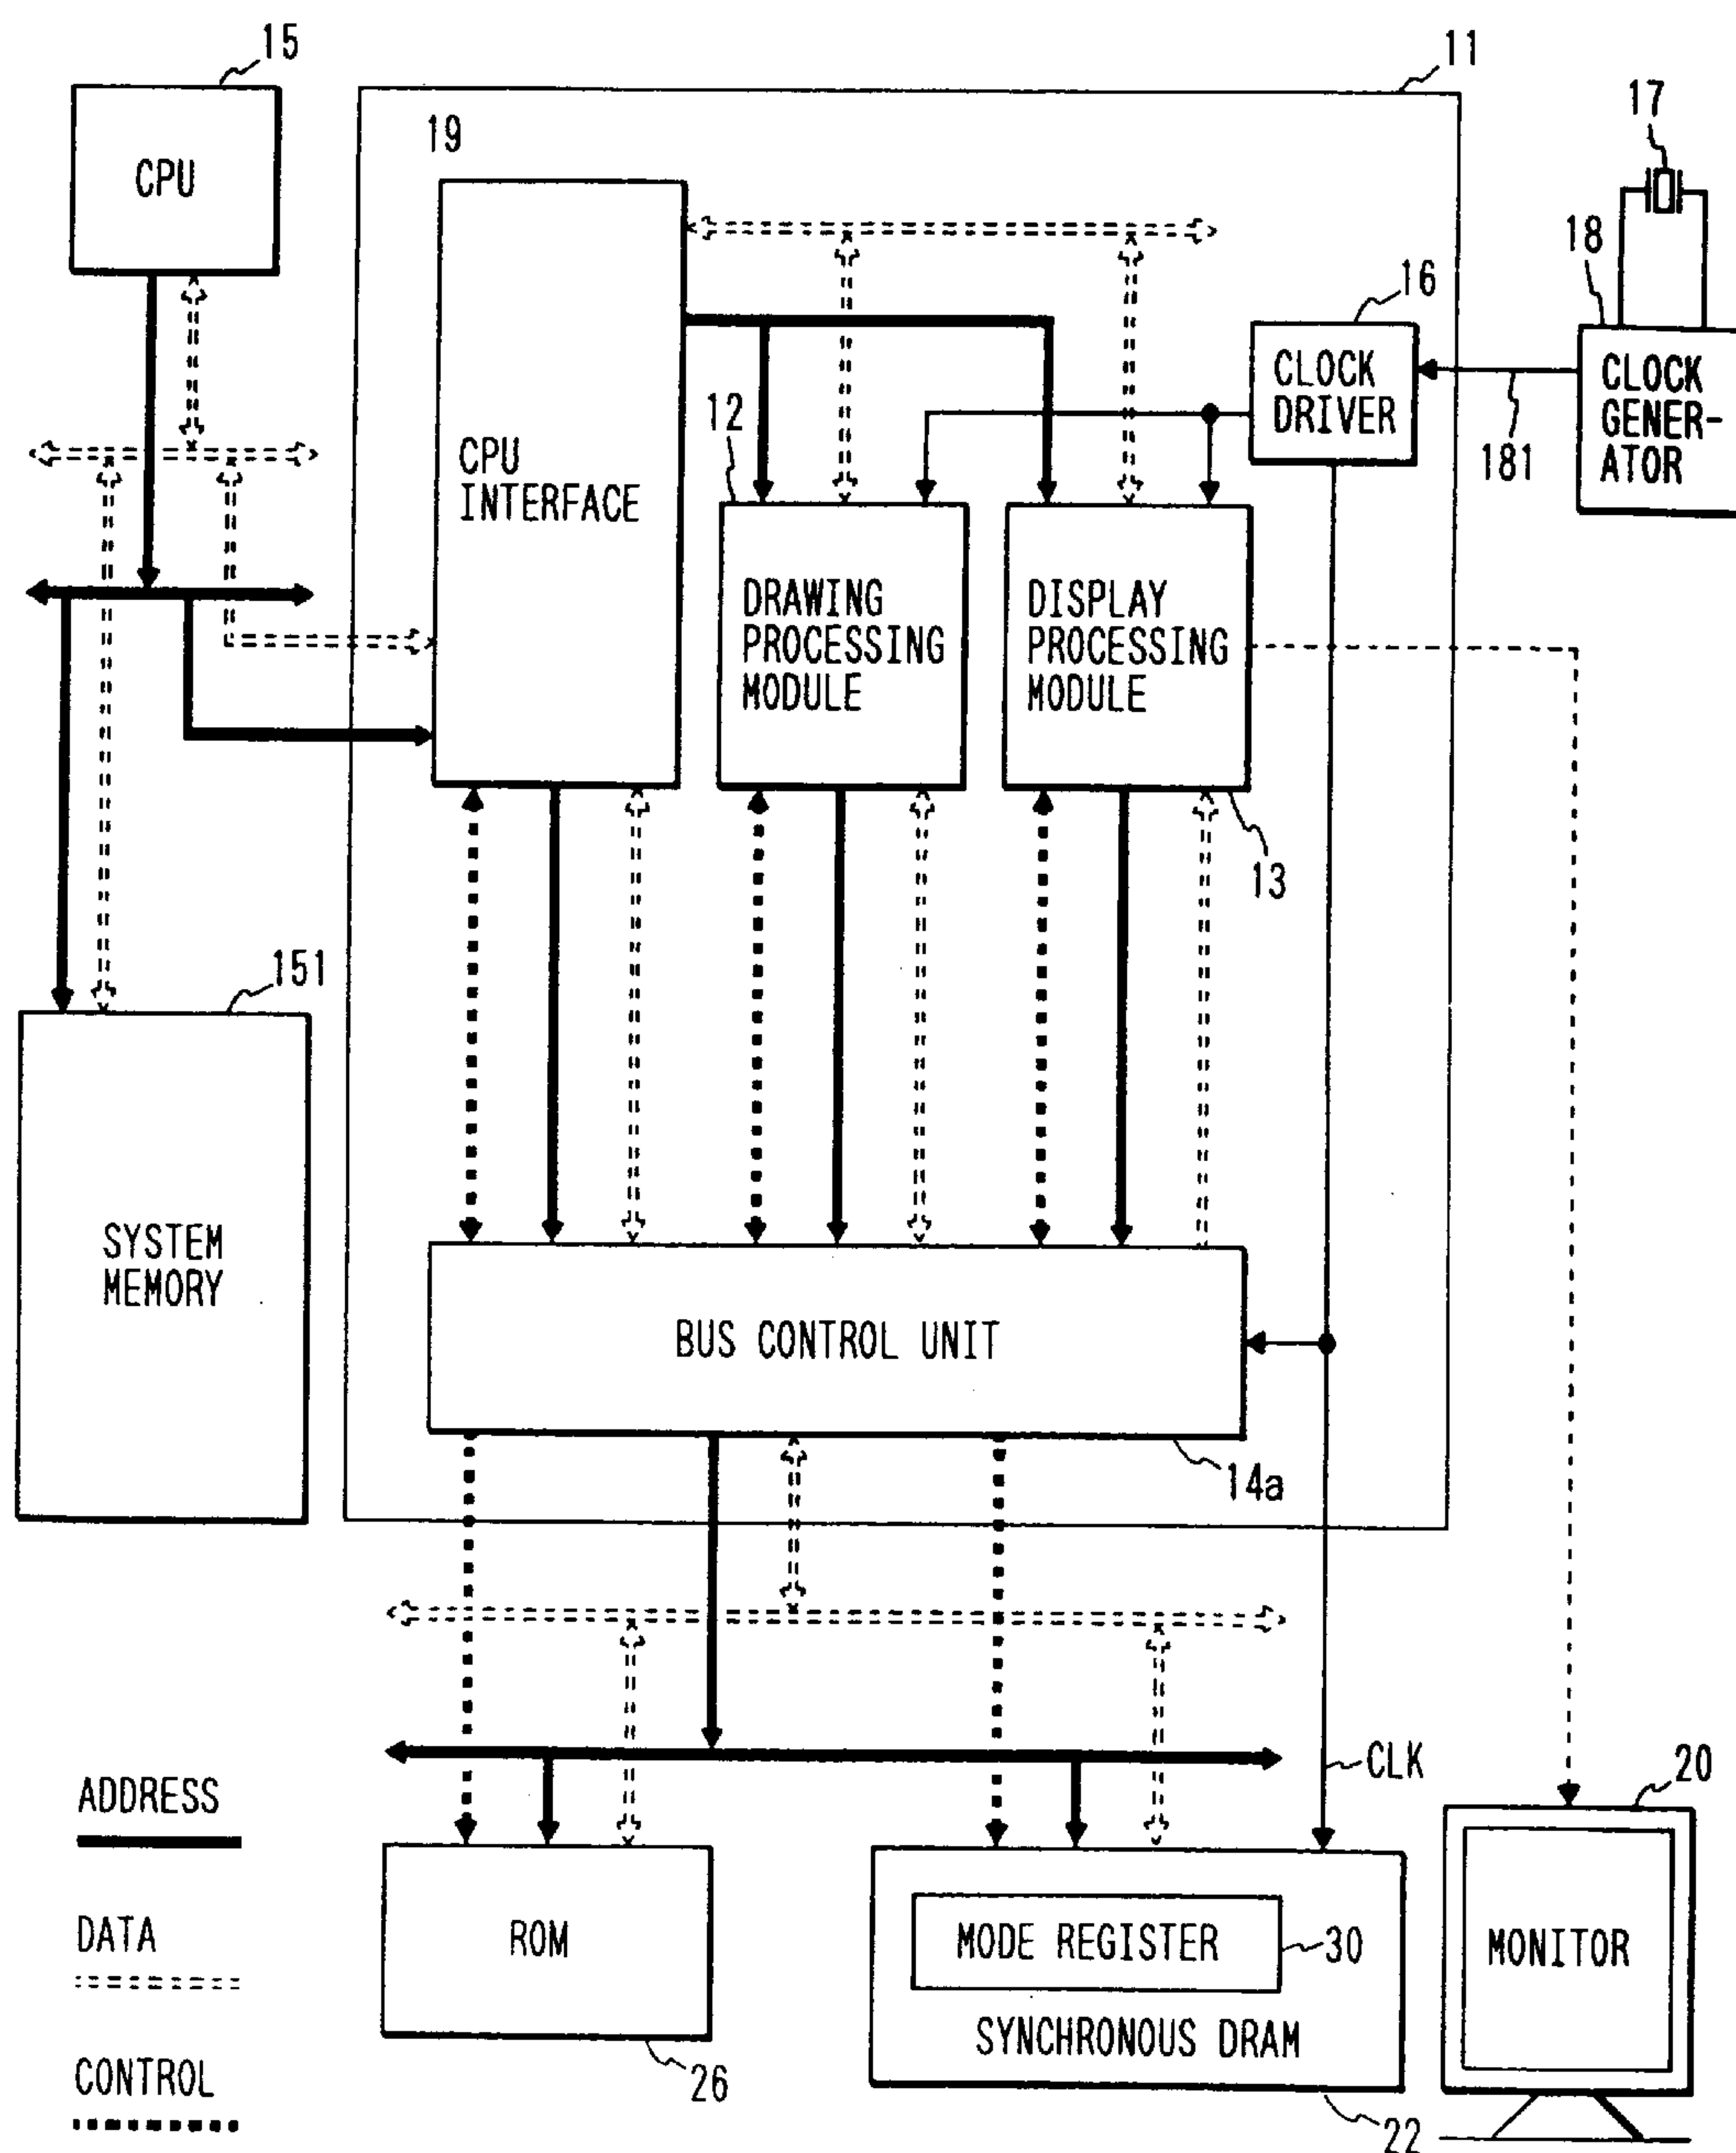 15
11
17
19
CPU
18
16
CLOCK
DRIVER
CLOCK
GENER-
ATOR
181
12
CPU
INTERFACE
DRAWING
PROCESSING
MODULE
DISPLAY
PROCESSING
MODULE
13
151
SYSTEM
MEMORY
BUS CONTROL UNIT
14a
CLK
20
ADDRESS
DATA
CONTROL
ROM
26
MODE REGISTER
30
SYNCHRONOUS DRAM
22
MONITOR